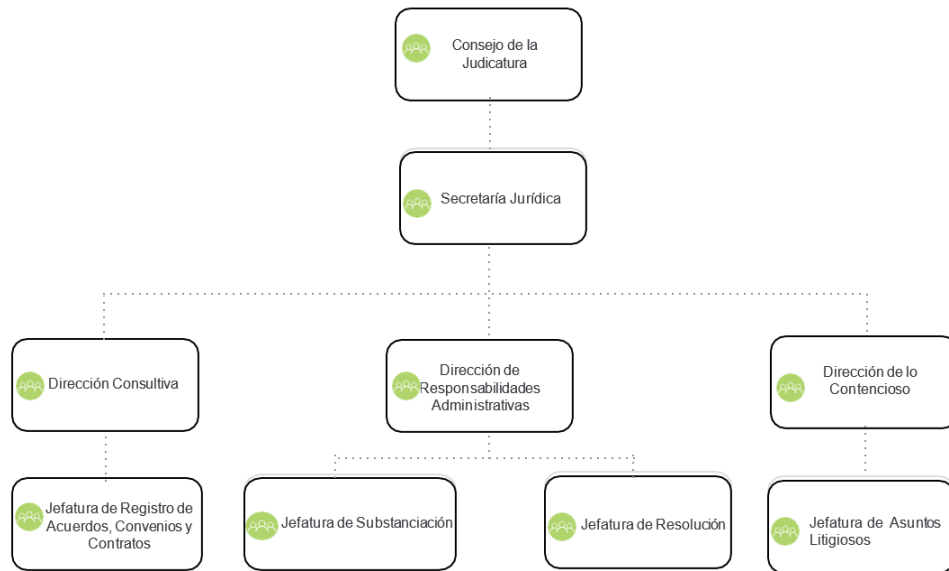 Consejo de la
Judicatura
Secretaría Jurídica
Dirección Consultiva
Dirección de
Responsabilidades
Administrativas
Dirección de lo
Contencioso
Jefatura de Registro de
Acuerdos, Convenios y
Contratos
Jefatura de Substanciación
Jefatura de Resolución
Jefatura de Asuntos
Litigiosos